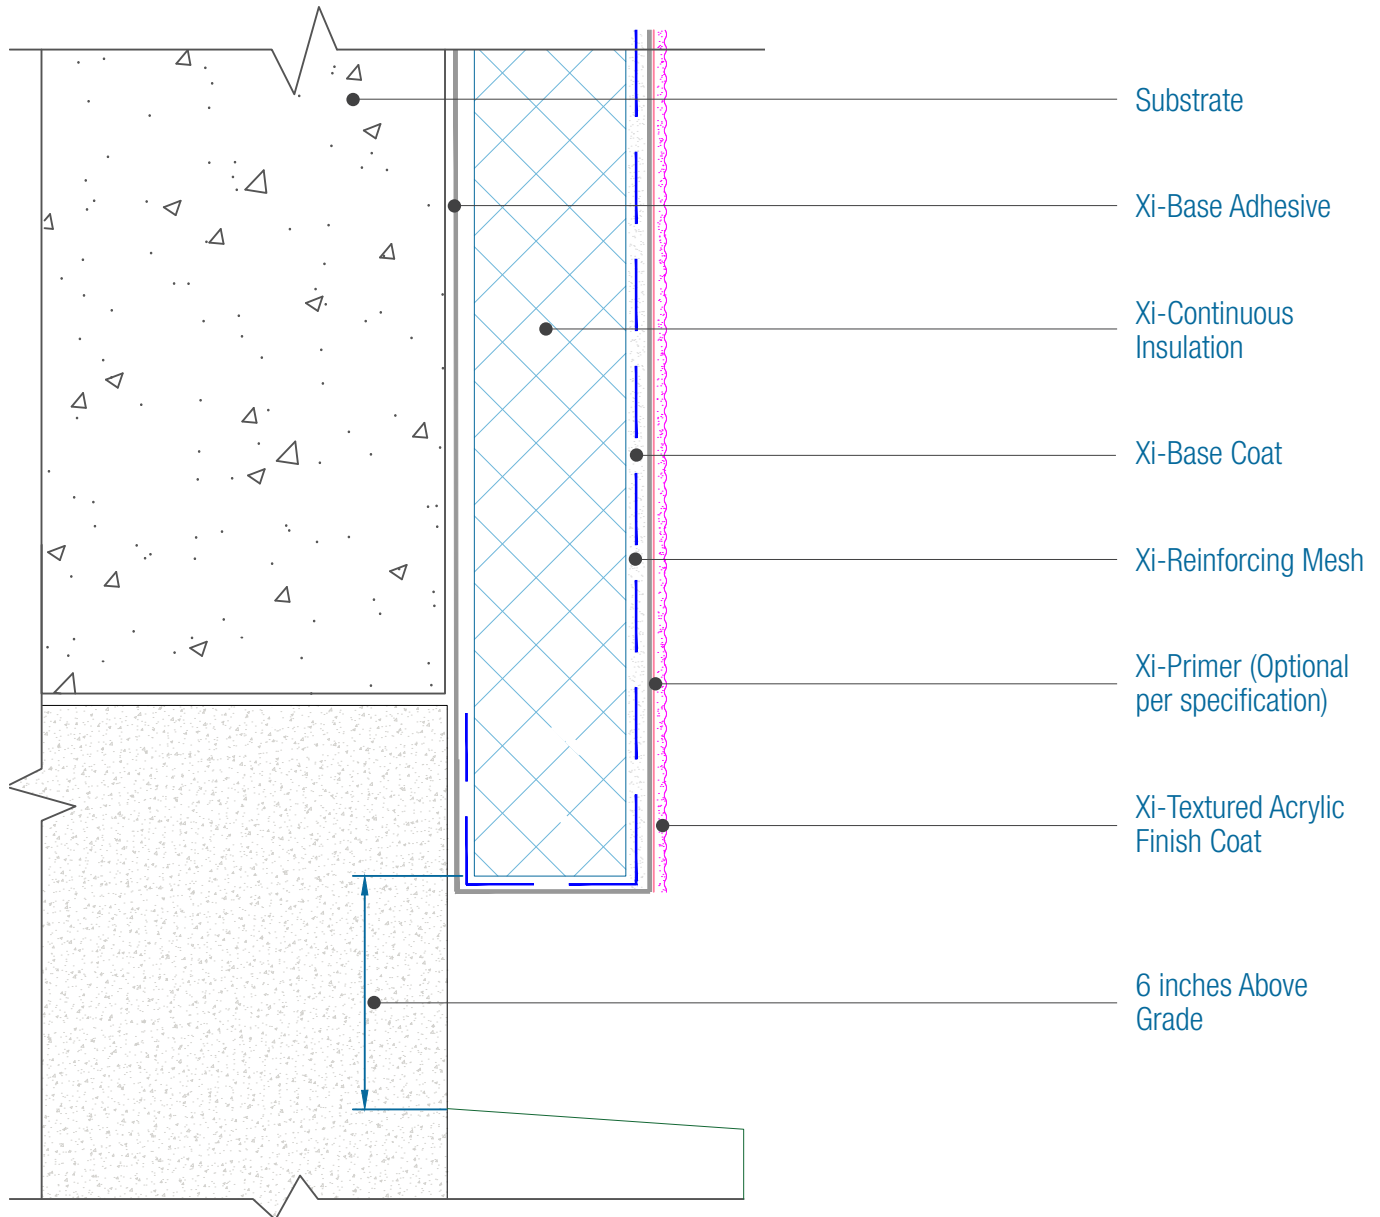 Substrate
Xi-Base Adhesive
Xi-Continuous
Insulation
Xi-Base Coat
Xi-Reinforcing Mesh
Xi-Primer (Optional
per specification)
Xi-Textured Acrylic
Finish Coat
6 inches Above
Grade